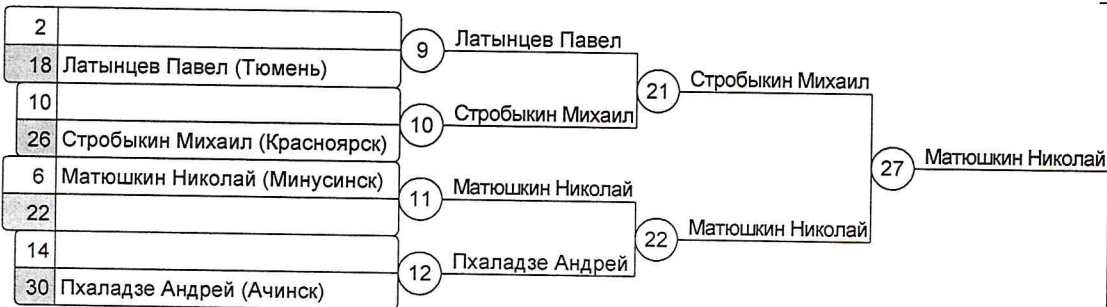 2
18 Латынцев Павел (Тюмень)
10
26 Стробыкин Михаил (Красноярск)
6 Матюшкин Николай (Минусинск)
22
14
30 Пхаладзе Андрей (Ачинск)
9 Латынцев Павел
10 Стробыкин Михаил
11 Матюшкин Николай
12 Пхаладзе Андрей
21 Стробыкин Михаил
22 Матюшкин Николай
27 Матюшкин Николай